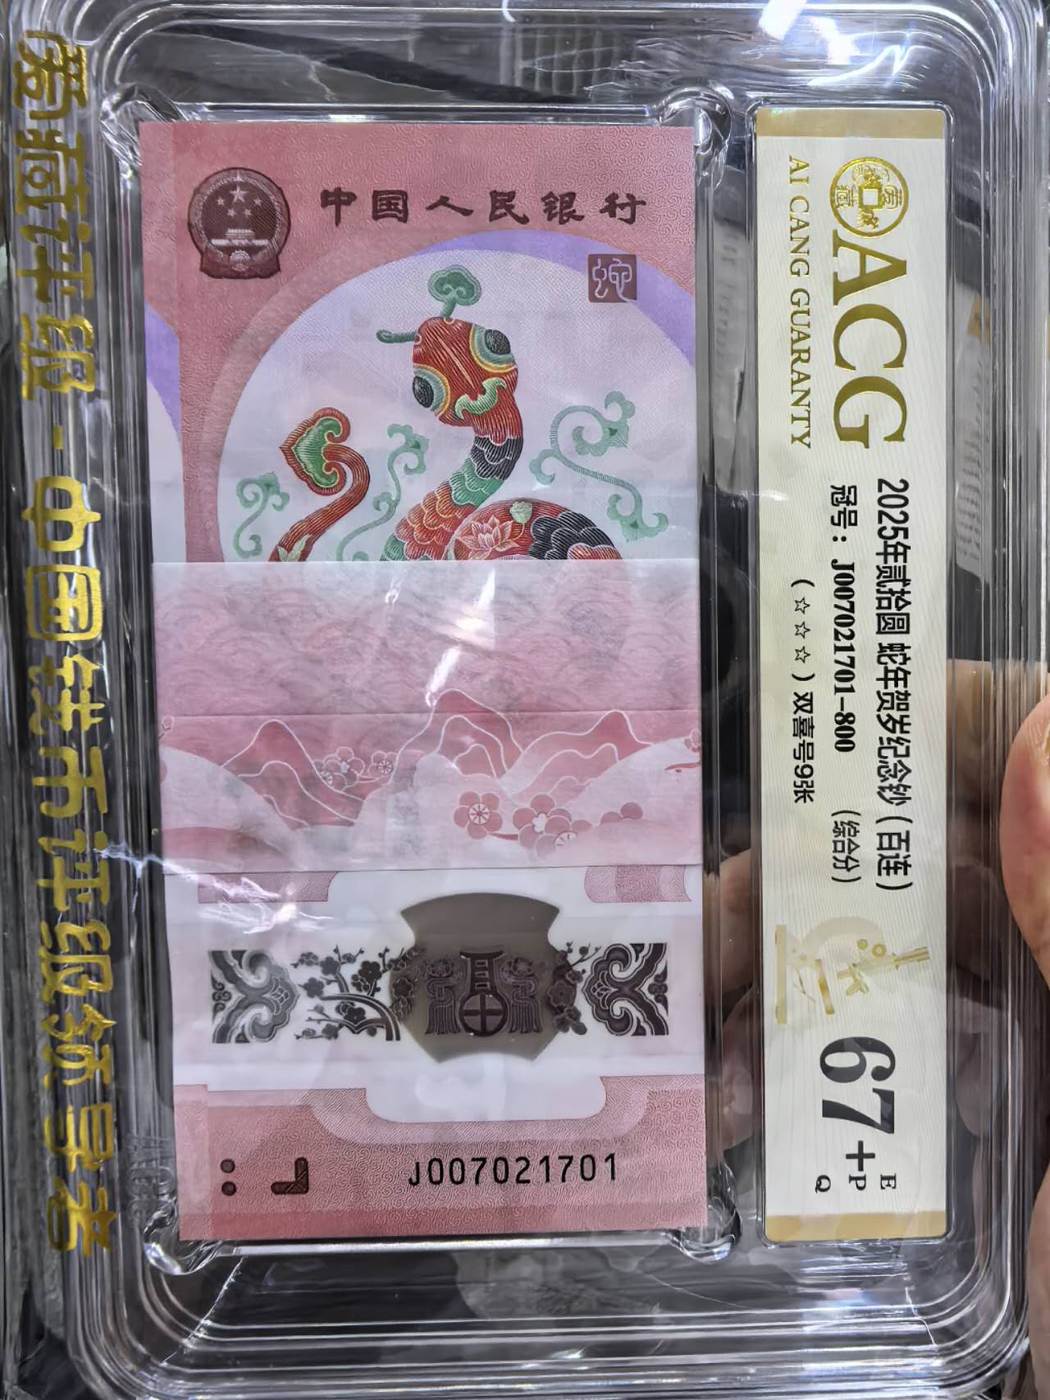 爱藏评级-中国钱币评级领导者
中国人民银行
J007021701
ACG
AI CANG GUARANTY
2025年贰拾圆 蛇年贺岁纪念钞（百连）
冠号：J007021701-800 （综合分）
（☆☆☆）双喜号9张
67+
E
P
Q